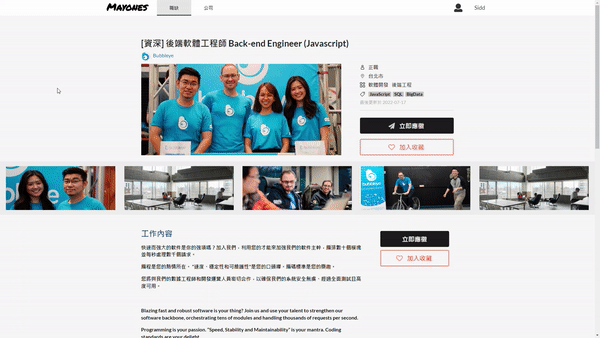 MAYONES
職缺
公司
Sidd
[資深] 後端軟體工程師 Back-end Engineer (Javascript)
Bubbleye
正職
台北市
軟體開發 後端工程
JavaScript SQL BigData
最後更新於 2022-07-17
立即應徵
加入收藏
工作內容
立即應徵
加入收藏
快速而強大的軟件是你的強項嗎？加入我們，利用您的才能來加強我們的軟件主幹，
並每秒處理數千個請求。
編程是您的熱情所在。 "速度、穩定性和可維護性"是您的口頭禪。編碼標準是您的樂趣。
您將與我們的數據工程師和開發運營人員密切合作，以確保我們的系統安全無虞、經過全面測試且高
度可用。
Blazing fast and robust software is your thing? Join us and use your talent to strengthen our
software backbone, orchestrating tens of modules and handling thousands of requests per second.
Programming is your passion. "Speed, Stability and Maintainability" is your mantra. Coding
standards are your delight.